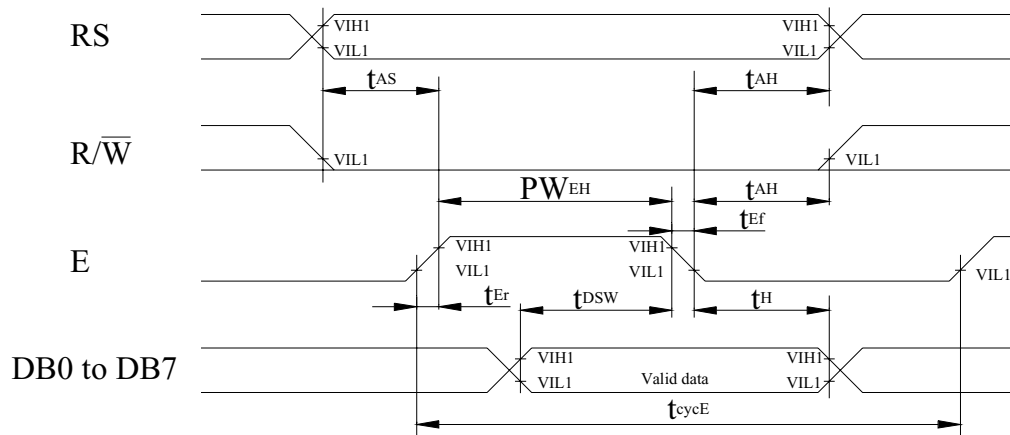 RS
VIH1
VIL1
VIH1
VIL1
tAS
tAH
R/W̅
VIL1
VIL1
PWEH
tAH
tEf
E
VIH1
VIL1
VIH1
VIL1
VIL1
tEr
tDSW
tH
DB0 to DB7
VIH1
VIL1
Valid data
VIH1
VIL1
tcycE